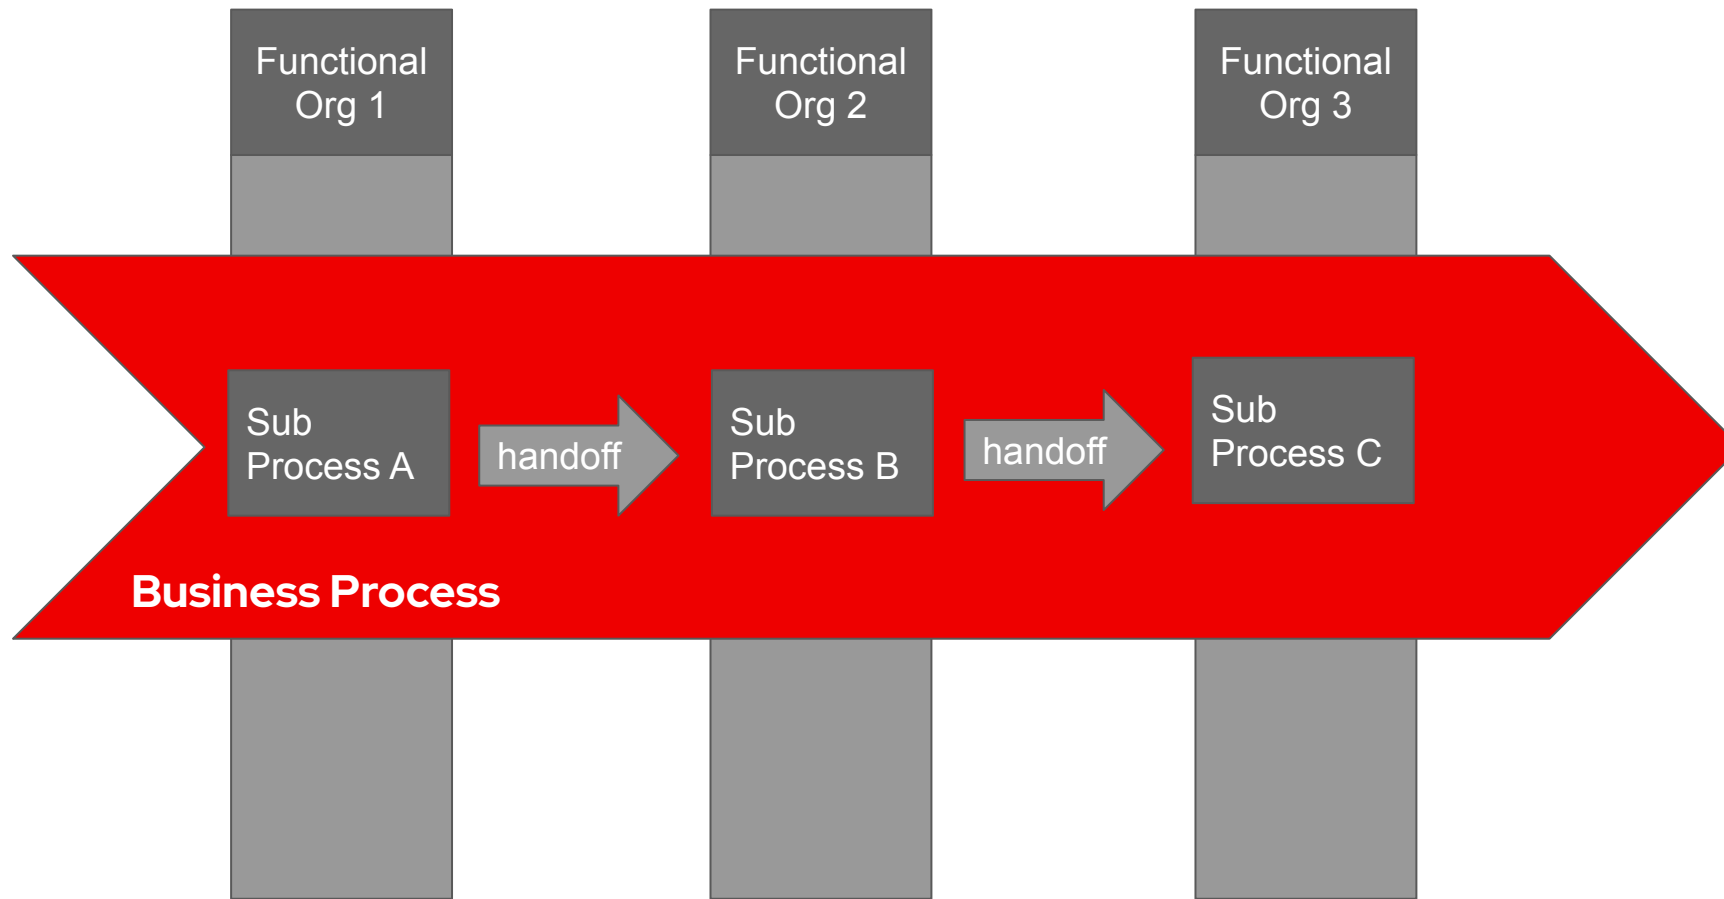 Functional
Org 1
Functional
Org 2
Functional
Org 3
Sub
Process A
handoff
Sub
Process B
handoff
Sub
Process C
Business Process